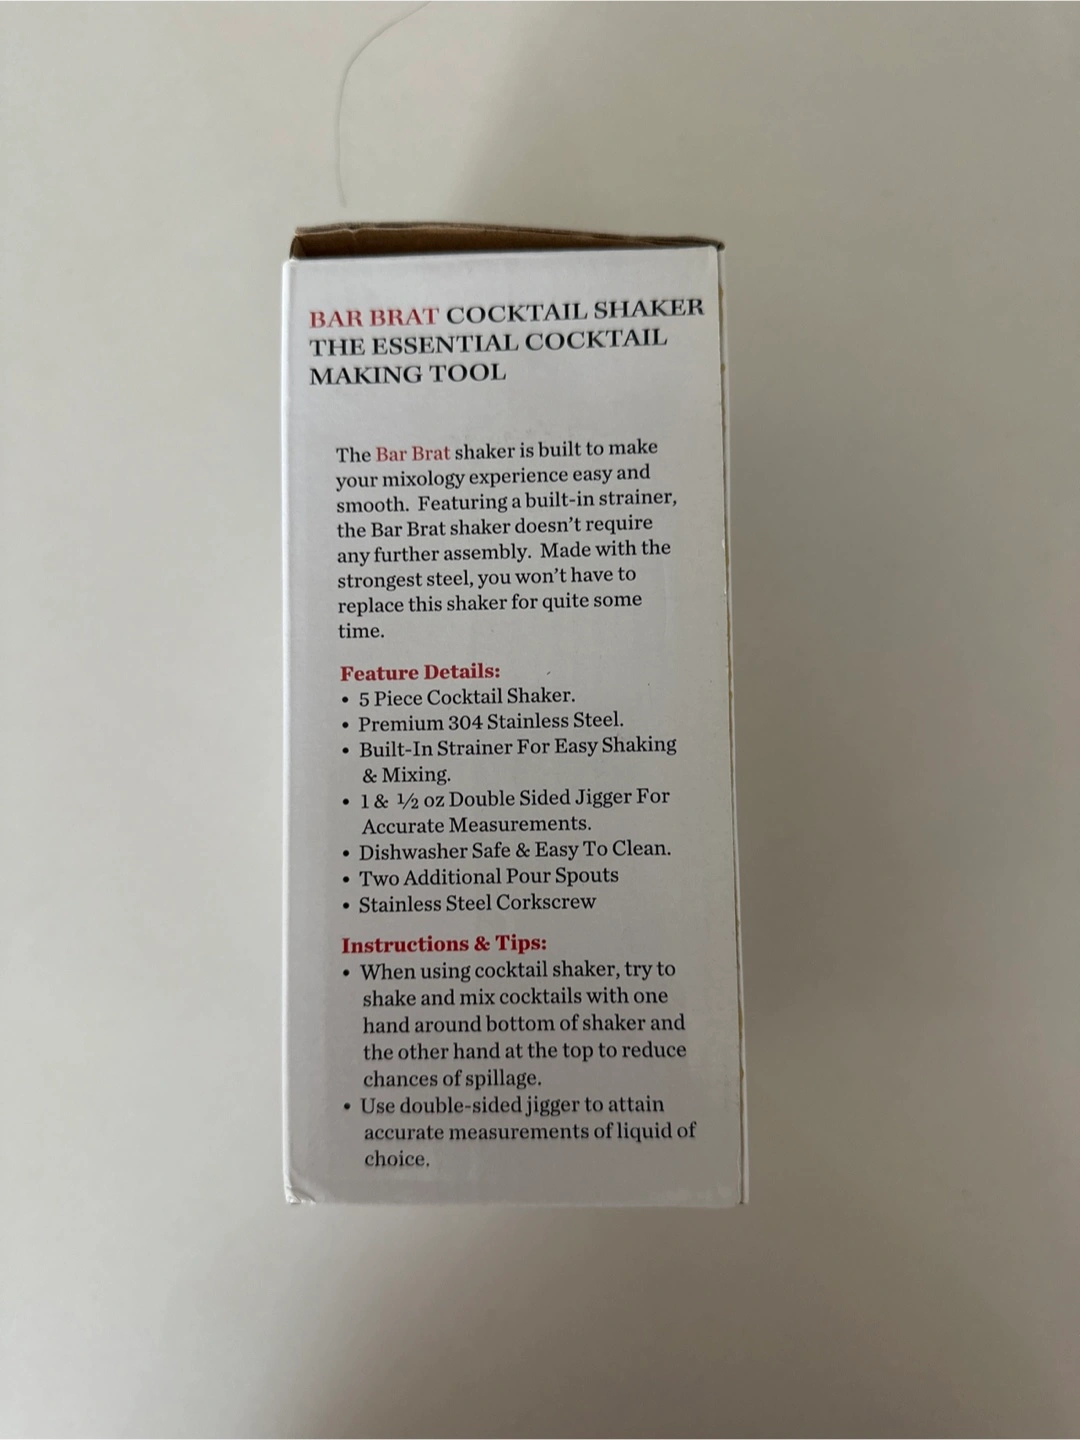 BAR BRAT COCKTAIL SHAKER
THE ESSENTIAL COCKTAIL
MAKING TOOL
The Bar Brat shaker is built to make
your mixology experience easy and
smooth. Featuring a built-in strainer,
the Bar Brat shaker doesn't require
any further assembly. Made with the
strongest steel, you won't have to
replace this shaker for quite some
time.
Feature Details:
• 5 Piece Cocktail Shaker.
• Premium 304 Stainless Steel.
• Built-In Strainer For Easy Shaking
& Mixing.
• 1 & ½ oz Double Sided Jigger For
Accurate Measurements.
• Dishwasher Safe & Easy To Clean.
• Two Additional Pour Spouts
• Stainless Steel Corkscrew
Instructions & Tips:
• When using cocktail shaker, try to
shake and mix cocktails with one
hand around bottom of shaker and
the other hand at the top to reduce
chances of spillage.
• Use double-sided jigger to attain
accurate measurements of liquid of
choice.